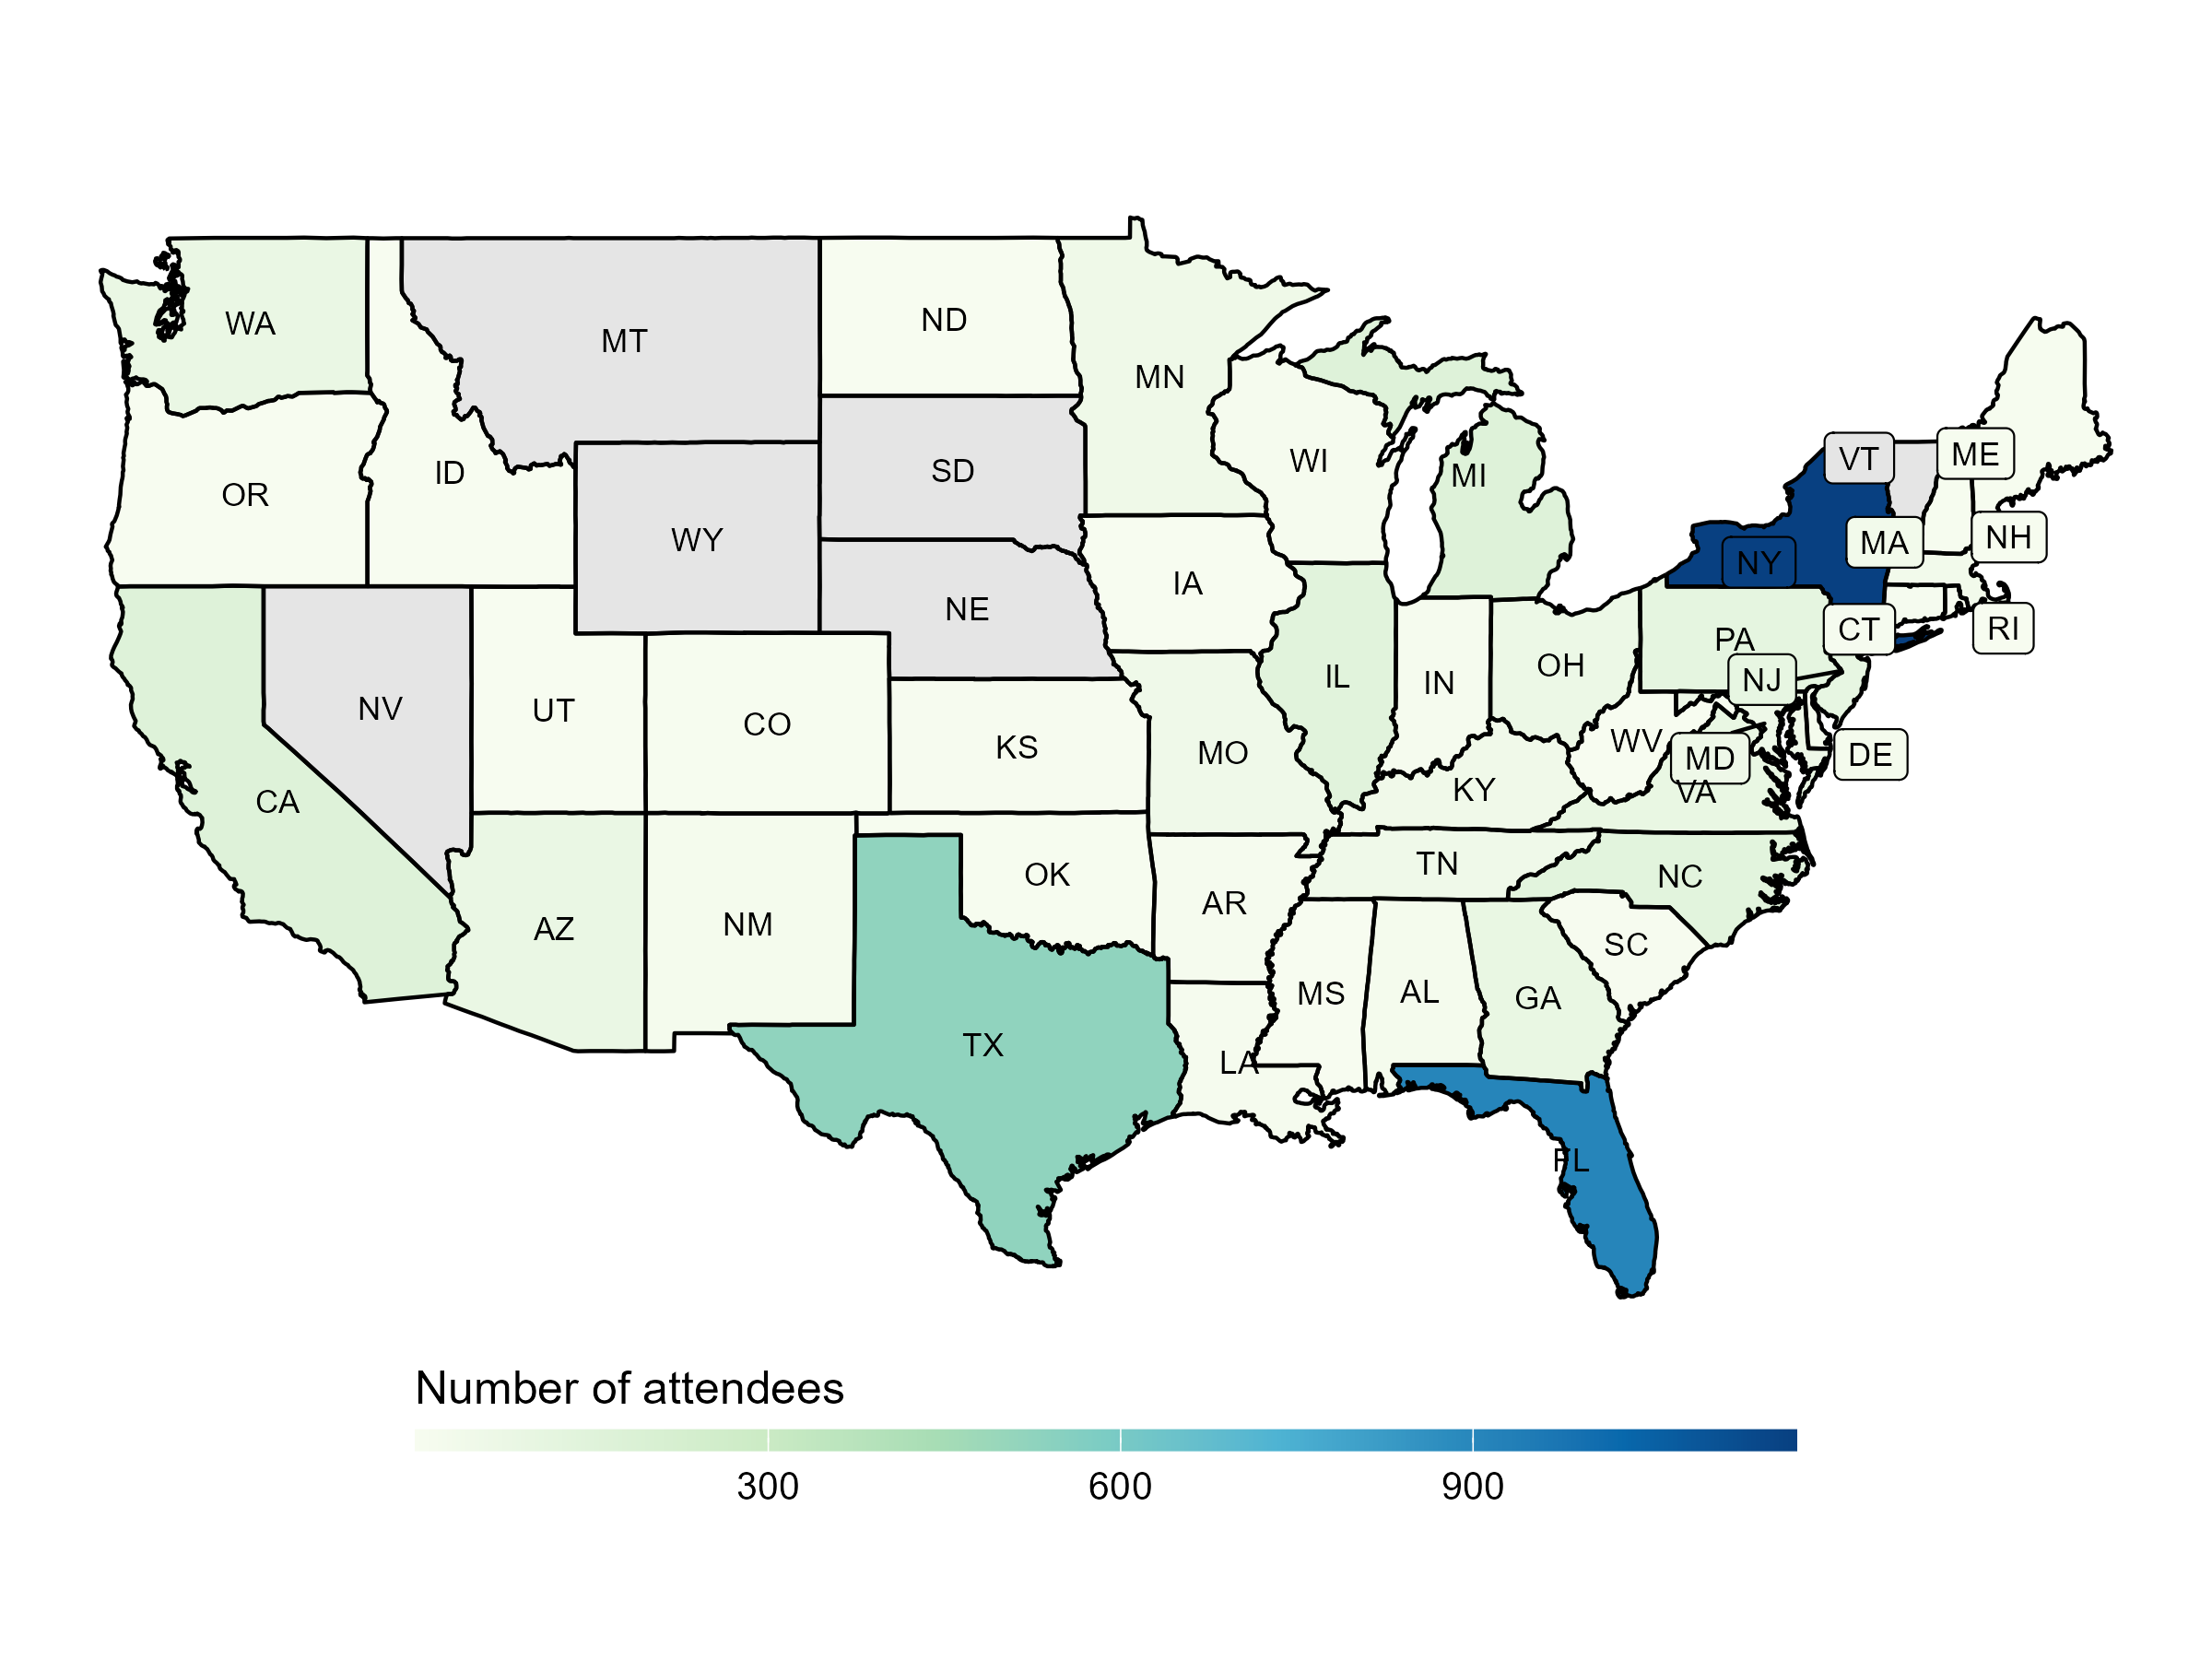 WA
MT
ND
MN
OR
ID
WY
SD
WI
MI
VT
ME
NY
MA
NH
NV
UT
CO
NE
IA
IL
IN
OH
PA
CT
RI
NJ
CA
KS
MO
KY
WV
MD
VA
DE
AZ
NM
OK
AR
TN
NC
TX
LA
MS
AL
GA
SC
FL
Number of attendees
300 600 900